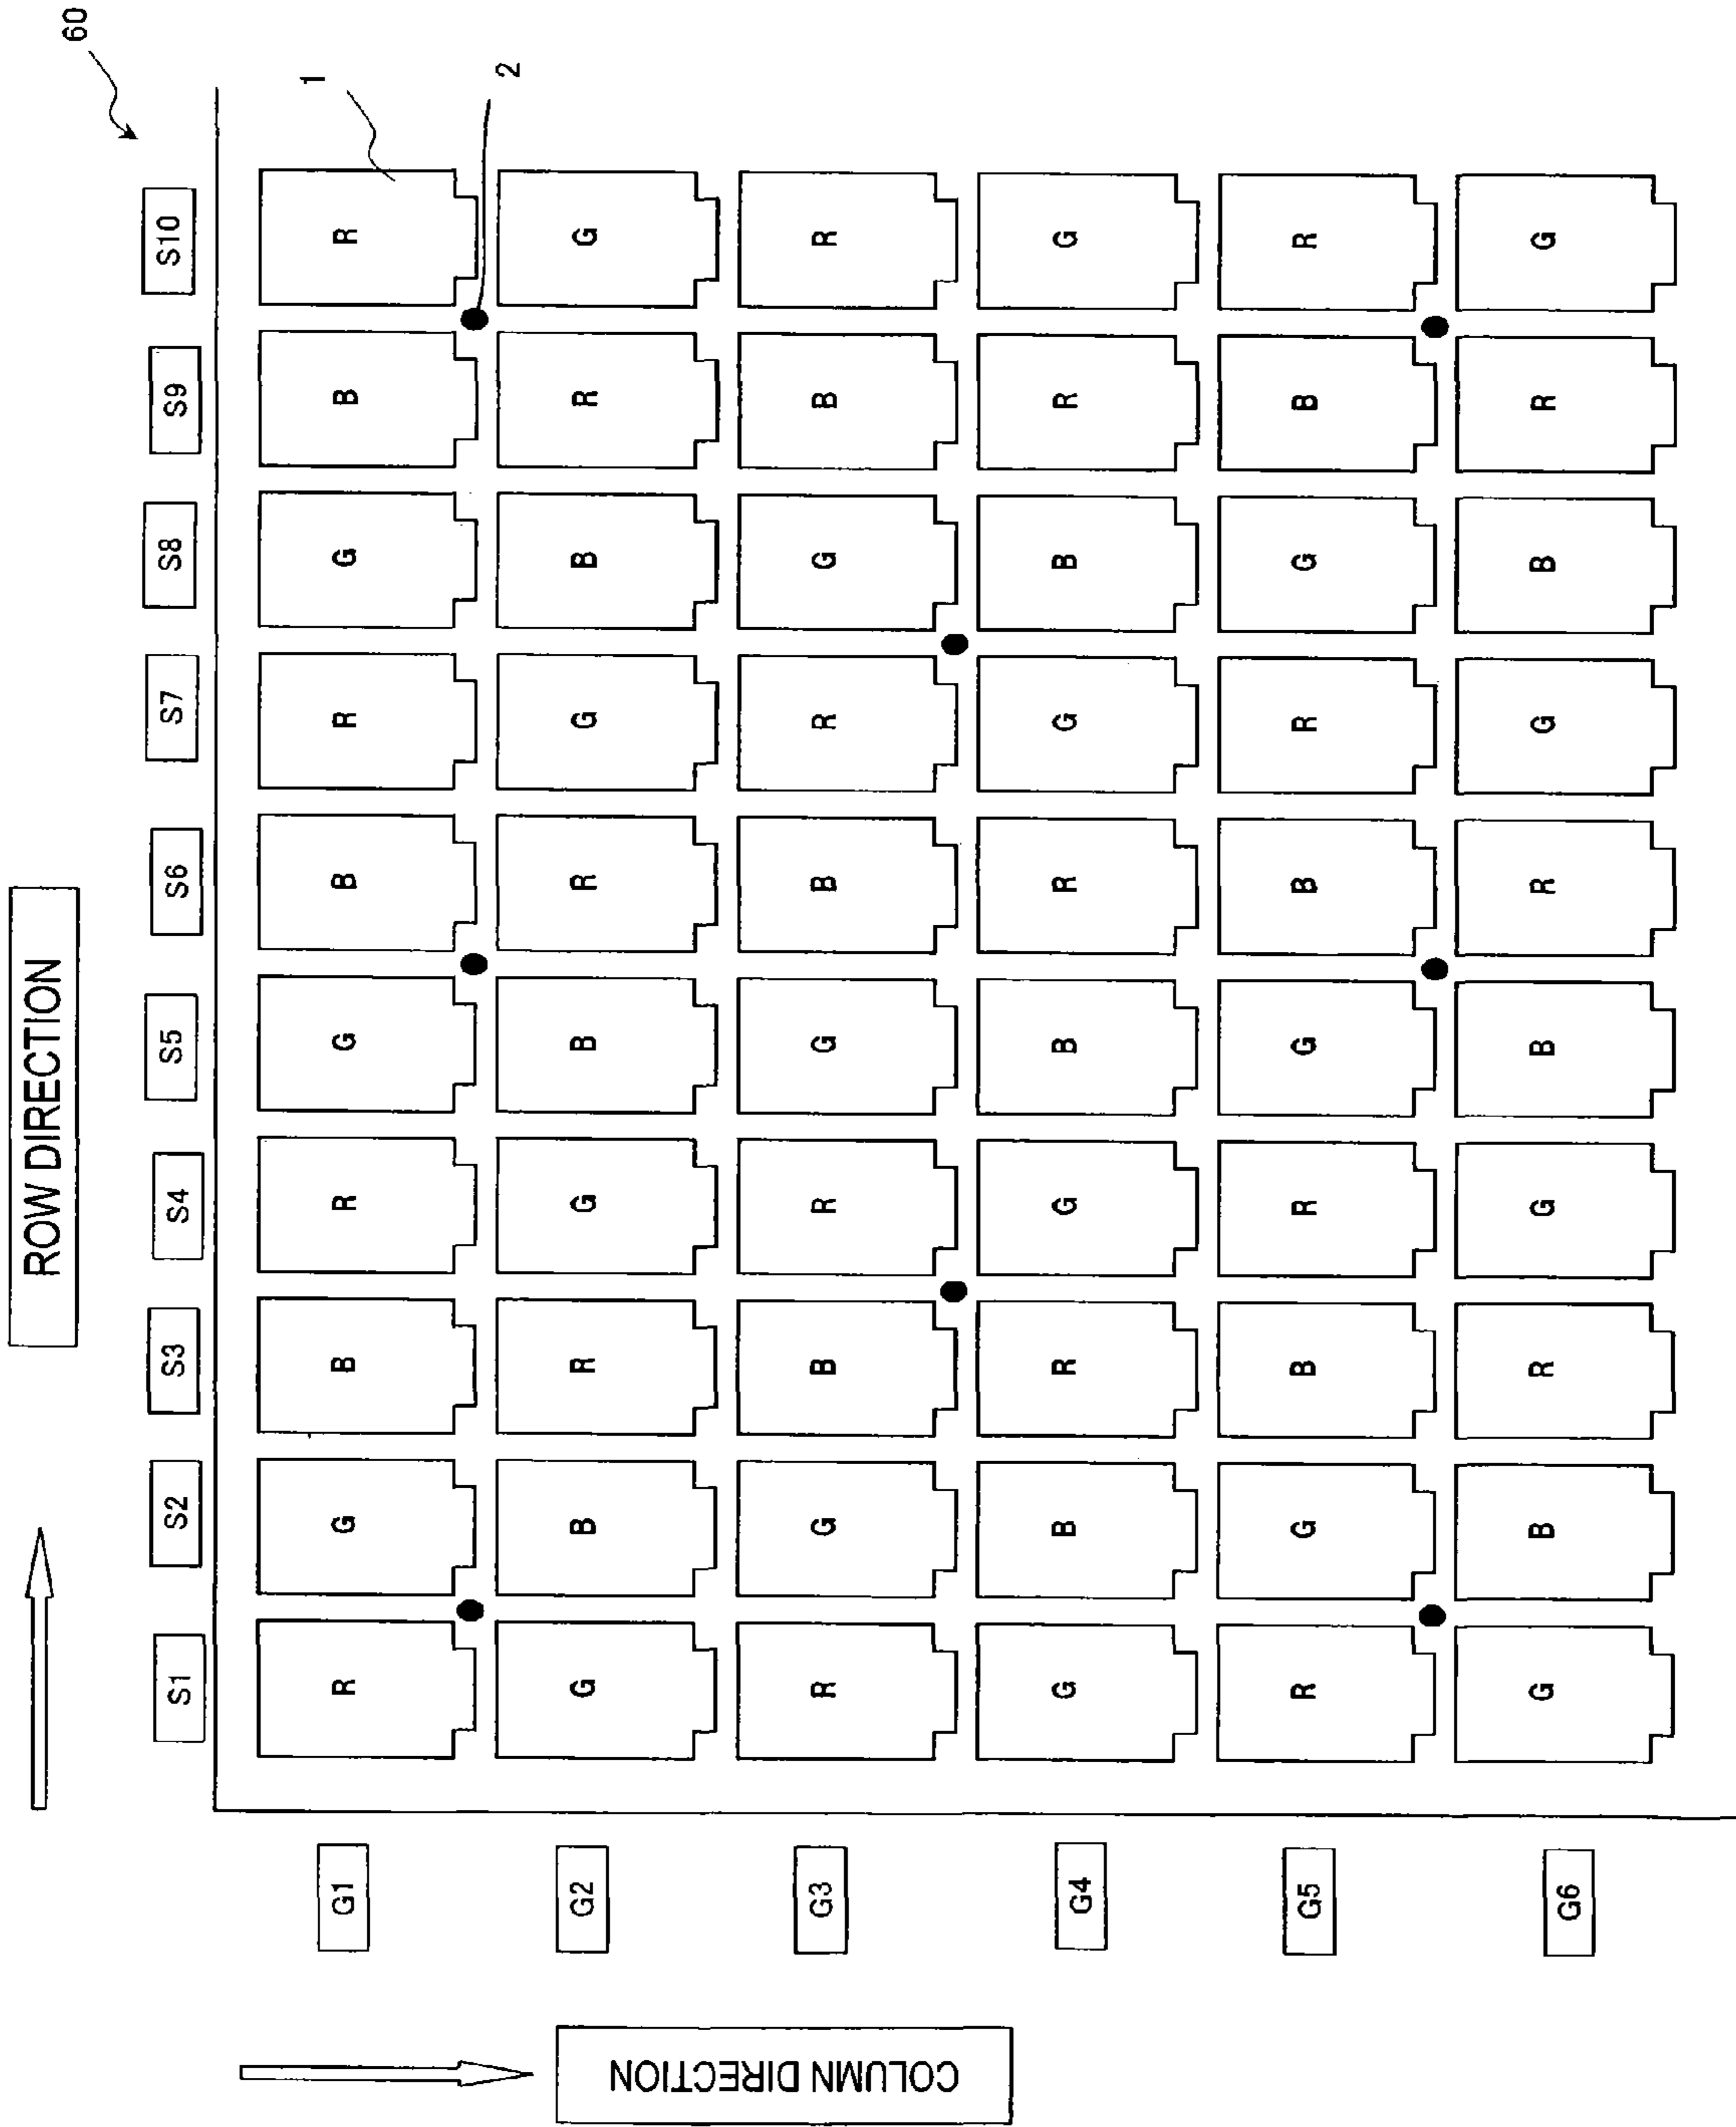 ROW DIRECTION
60
S1 S2 S3 S4 S5 S6 S7 S8 S9 S10
1
G1 R G B R G B R G B R
2
G2 G B R G B R G B R G
G3 R G B R G B R G B R
G4 G B R G B R G B R G
G5 R G B R G B R G B R
G6 G B R G B R G B R G
COLUMN DIRECTION